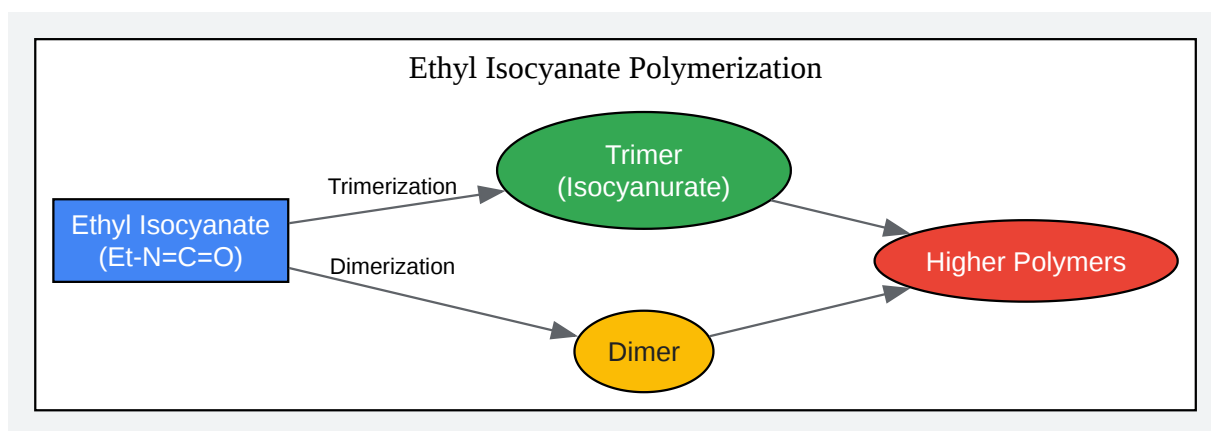 Ethyl Isocyanate Polymerization
Trimer
(Isocyanurate)
Trimerization
Ethyl Isocyanate
(Et-N=C=O)
Dimerization
Higher Polymers
Dimer